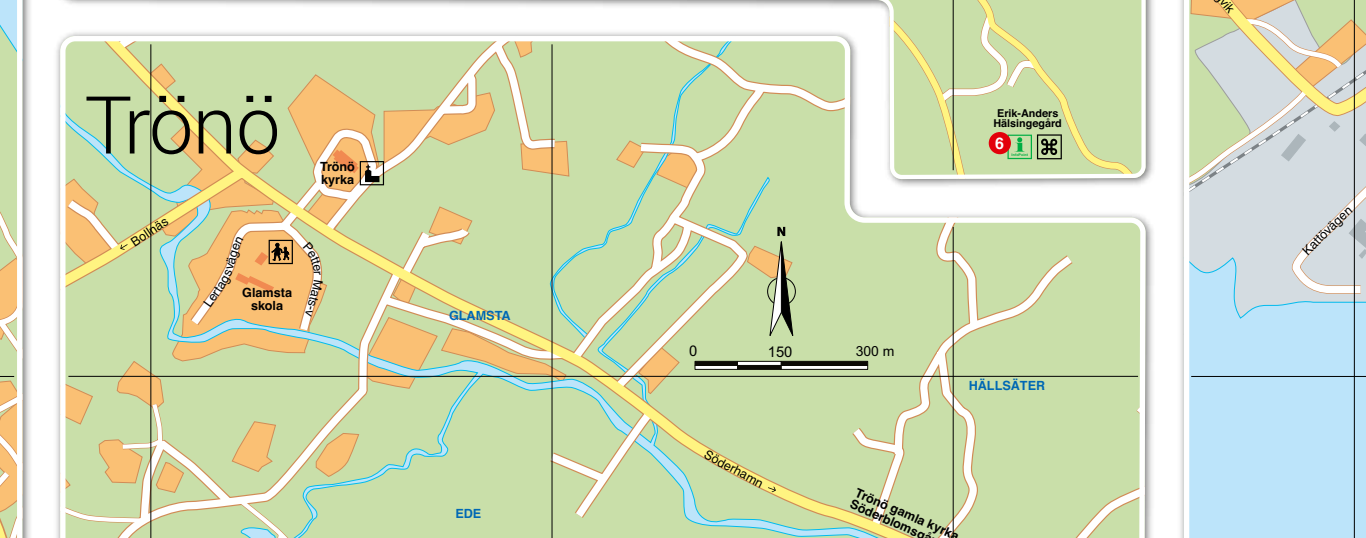 Trönö
Trönö
kyrka
← Bollnäs
Lertagsvägen
Petter Mats-v
Glamsta
skola
GLAMSTA
N
0 150 300 m
HÄLLSÄTER
EDE
Söderhamn →
Trönö gamla kyrka
Erik-Anders
Hälsingegård
6
i
Kattövägen